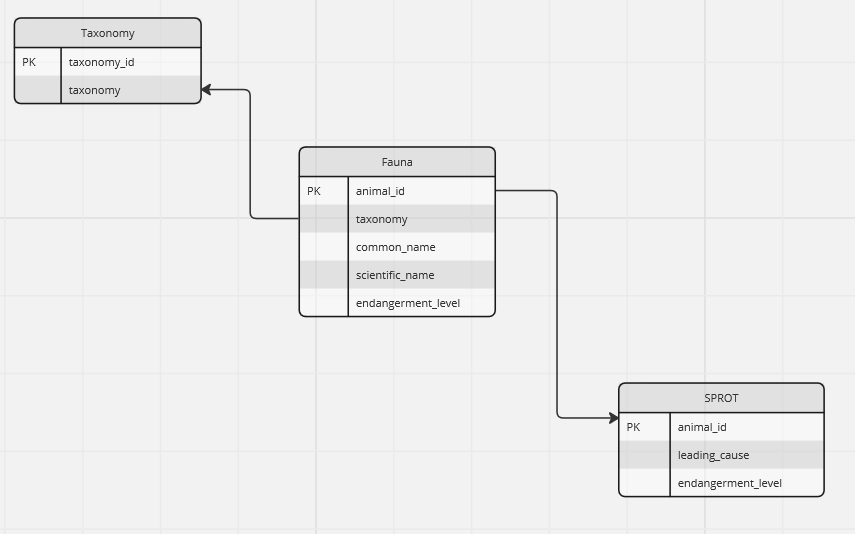 Taxonomy
PK taxonomy_id
taxonomy
Fauna
PK animal_id
taxonomy
common_name
scientific_name
endangerment_level
SPROT
PK animal_id
leading_cause
endangerment_level